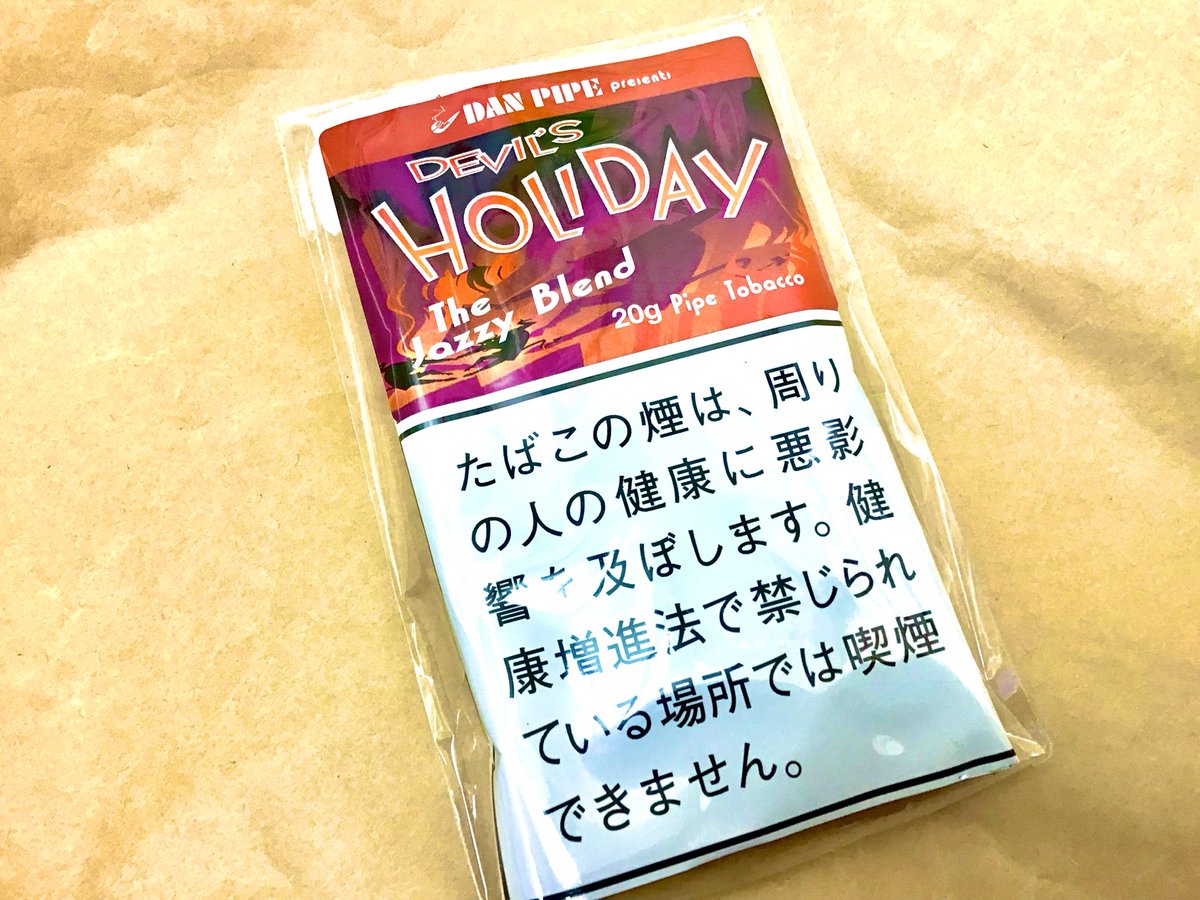 DAN PIPE presents
DEVIL'S
HOLIDAY
The Blend
Jazzy
20g Pipe Tobacco
たばこの煙は、周り
の人の健康に悪影
響を及ぼします。健
康増進法で禁じられ
ている場所では喫煙
できません。